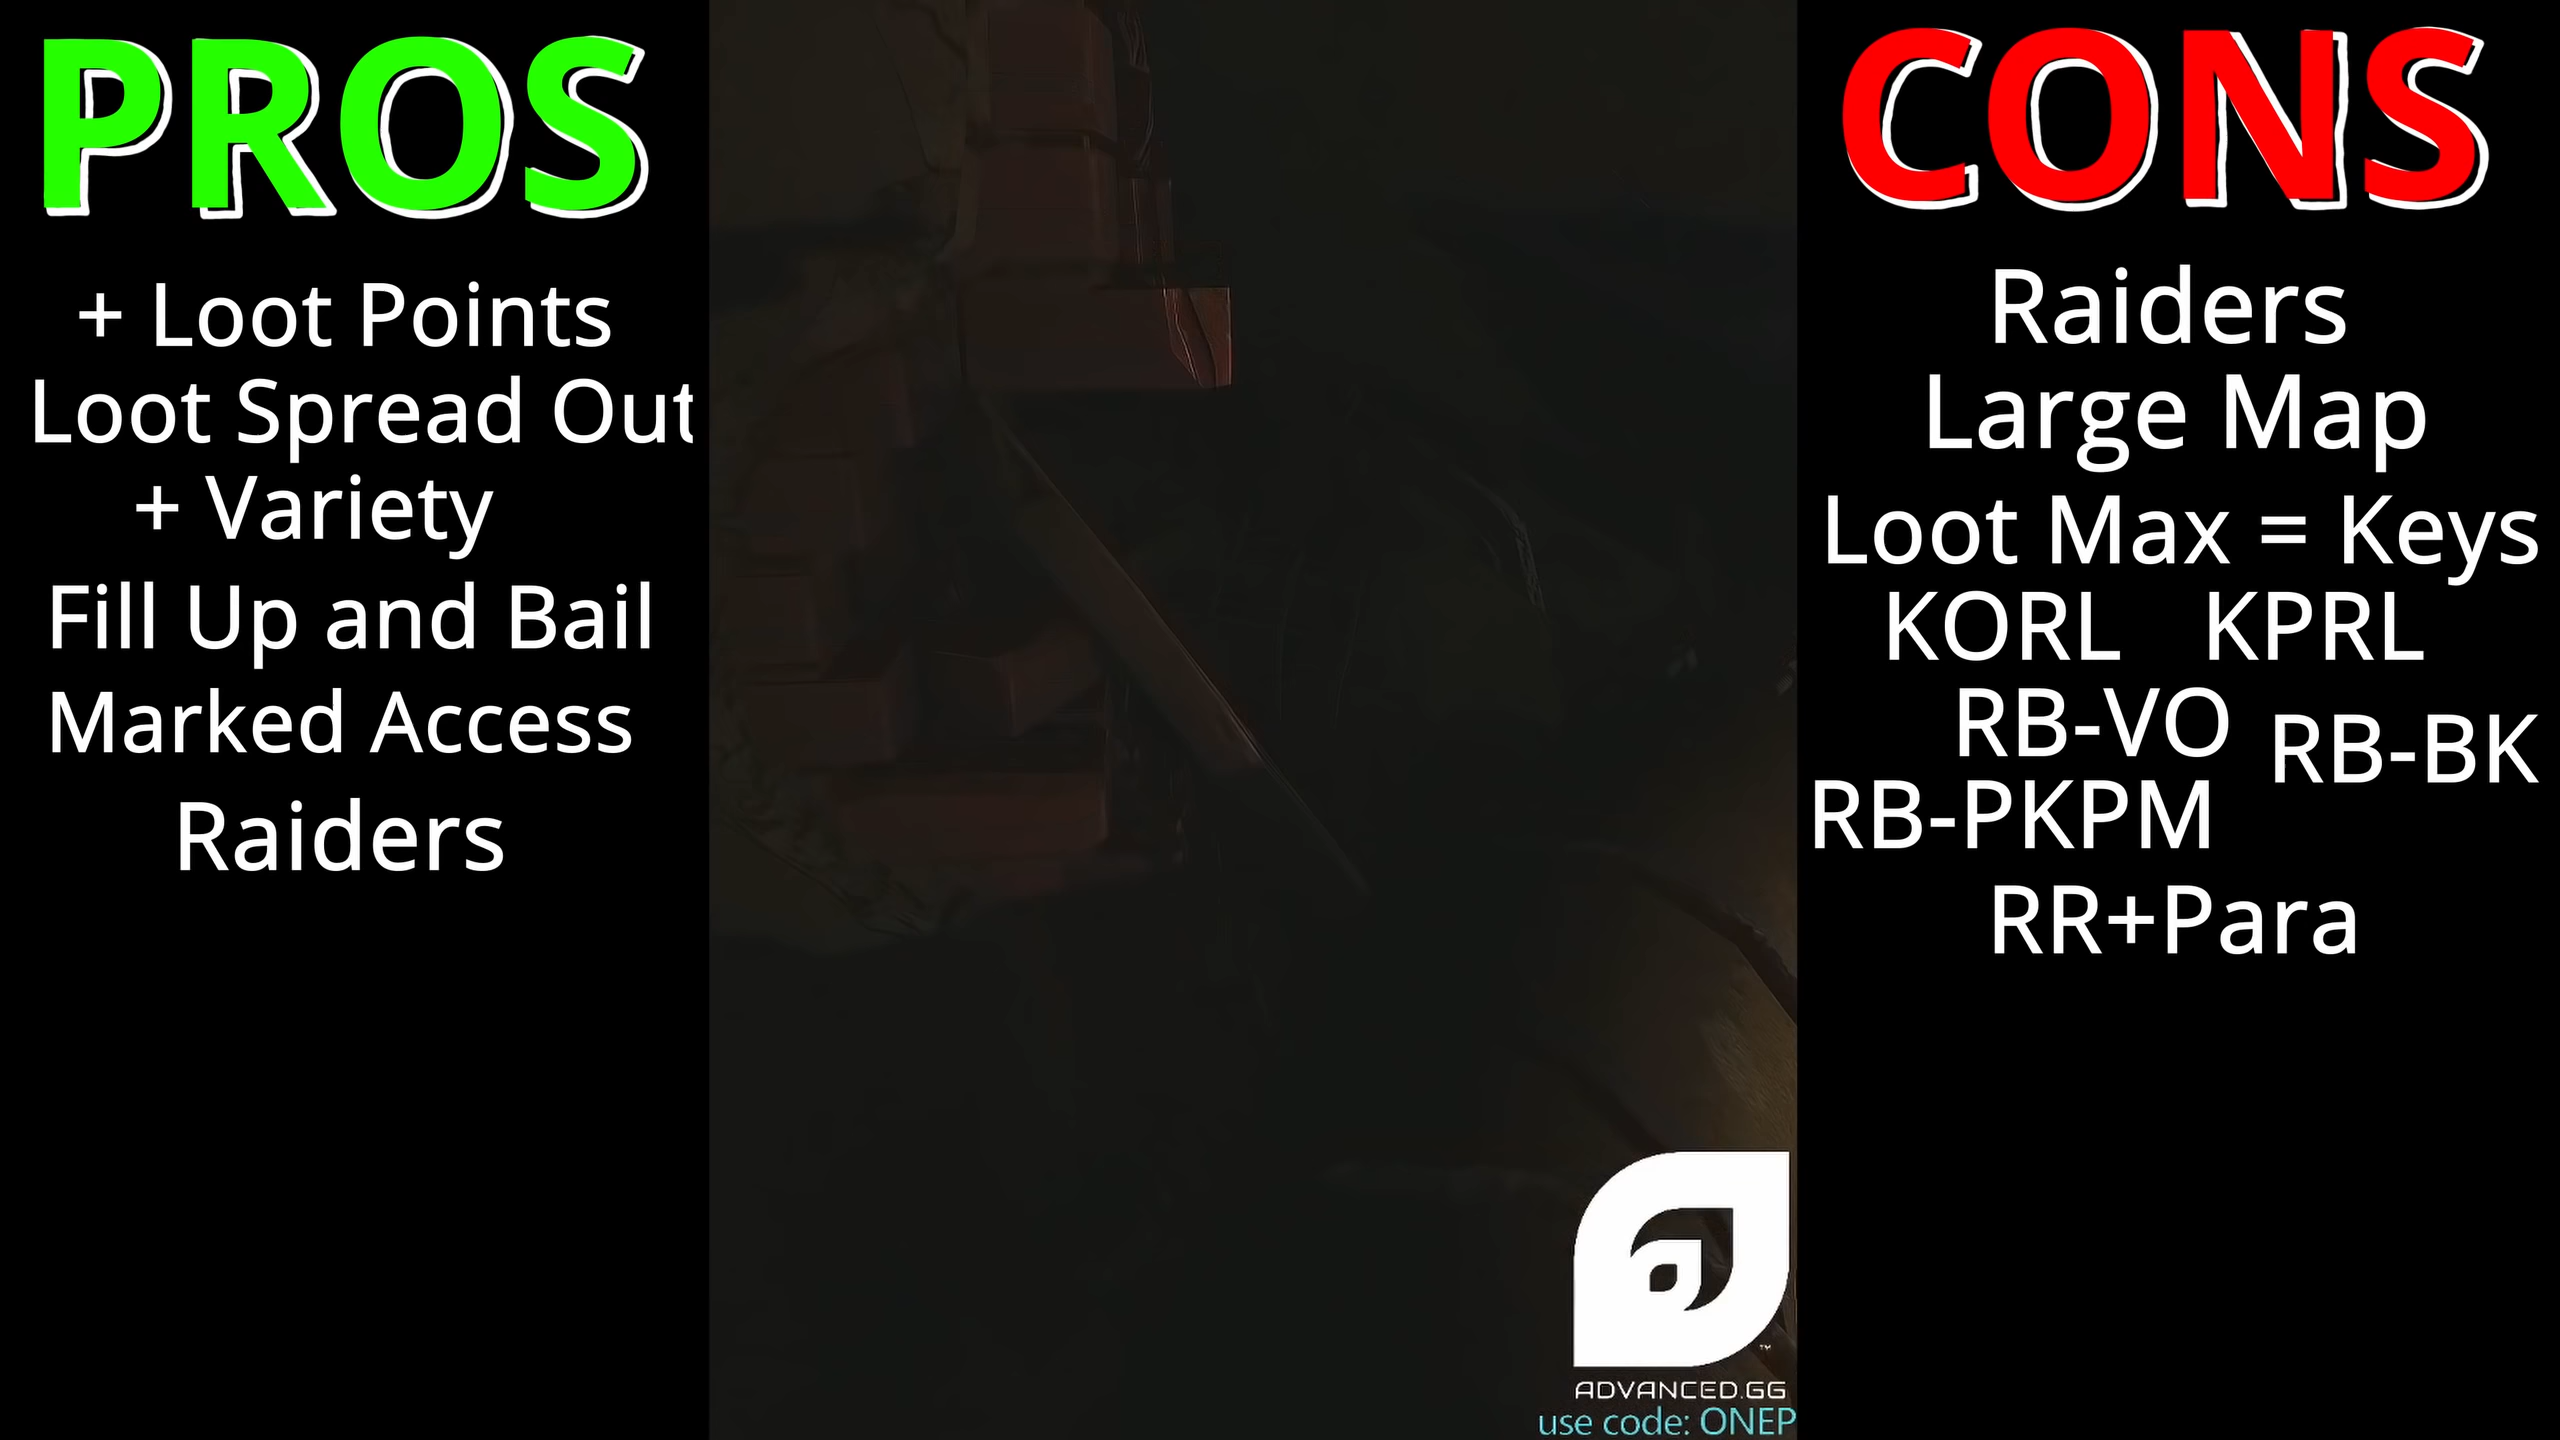 PROS
+ Loot Points
Loot Spread Out
+ Variety
Fill Up and Bail
Marked Access
Raiders
CONS
Raiders
Large Map
Loot Max = Keys
KORL KPRL
RB-VO RB-BK
RB-PKPM
RR+Para
ADVANCED.GG
use code: ONEP